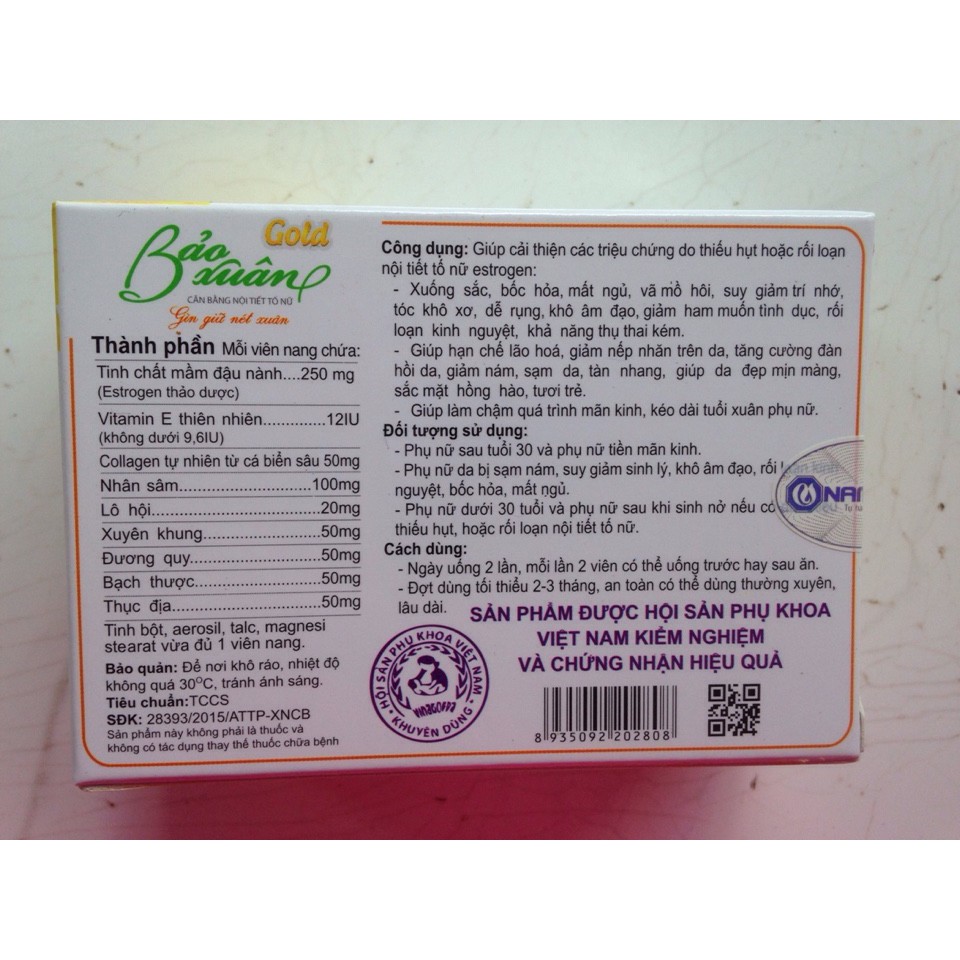 Gold
Bảo
xuân
CÂN BẰNG NỘI TIẾT TỐ NỮ
Gìn giữ nét xuân
Thành phần Mỗi viên nang chứa:
Tinh chất mầm đậu nành....250 mg
(Estrogen thảo dược)
Vitamin E thiên nhiên..............12IU
(không dưới 9,6IU)
Collagen tự nhiên từ cá biển sâu 50mg
Nhân sâm......................100mg
Lô hội............................20mg
Xuyên khung.....................50mg
Đương quy.......................50mg
Bạch thược......................50mg
Thục địa..........................50mg
Tinh bột, aerosil, talc, magnesi
stearat vừa đủ 1 viên nang.
Bảo quản: Để nơi khô ráo, nhiệt độ
không quá 30°C, tránh ánh sáng.
Tiêu chuẩn:TCCS
SĐK: 28393/2015/ATTP-XNCB
Sản phẩm này không phải là thuốc và
không có tác dụng thay thế thuốc chữa bệnh
Công dụng: Giúp cải thiện các triệu chứng do thiếu hụt hoặc rối loạn
nội tiết tố nữ estrogen:
- Xuống sắc, bốc hỏa, mất ngủ, vã mồ hôi, suy giảm trí nhớ,
tóc khô xơ, dễ rụng, khô âm đạo, giảm ham muốn tình dục, rối
loạn kinh nguyệt, khả năng thụ thai kém.
- Giúp hạn chế lão hoá, giảm nếp nhăn trên da, tăng cường đàn
hồi da, giảm nám, sạm da, tàn nhang, giúp da đẹp mịn màng,
sắc mặt hồng hào, tươi trẻ.
- Giúp làm chậm quá trình mãn kinh, kéo dài tuổi xuân phụ nữ.
Đối tượng sử dụng:
- Phụ nữ sau tuổi 30 và phụ nữ tiền mãn kinh.
- Phụ nữ da bị sạm nám, suy giảm sinh lý, khô âm đạo, rối loạn kinh
nguyệt, bốc hỏa, mất ngủ.
- Phụ nữ dưới 30 tuổi và phụ nữ sau khi sinh nở nếu có
thiếu hụt, hoặc rối loạn nội tiết tố nữ.
NAM
Cách dùng:
- Ngày uống 2 lần, mỗi lần 2 viên có thể uống trước hay sau ăn.
- Đợt dùng tối thiểu 2-3 tháng, an toàn có thể dùng thường xuyên,
lâu dài.
SẢN PHẨM ĐƯỢC HỘI SẢN PHỤ KHOA
VIỆT NAM KIỂM NGHIỆM
VÀ CHỨNG NHẬN HIỆU QUẢ
HỘI SẢN PHỤ KHOA VIỆT NAM
VINAGOFPA
KHUYÊN DÙNG
8 935092 202808